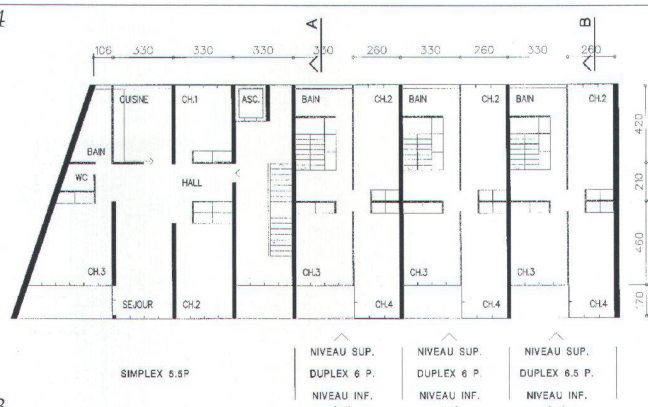 4
A
B
106 330 330 330 330 260 330 260 330 260
CUISINE CH.1 ASC. BAIN CH.2 BAIN CH.2 BAIN CH.2
420
BAIN
WC
HALL
210
460
CH.3 CH.3 CH.3 CH.3
170
SEJOUR CH.2 CH.4 CH.4 CH.4
NIVEAU SUP. NIVEAU SUP. NIVEAU SUP.
SIMPLEX 5.5P DUPLEX 6 P. DUPLEX 6 P. DUPLEX 6.5 P.
NIVEAU INF. NIVEAU INF. NIVEAU INF.